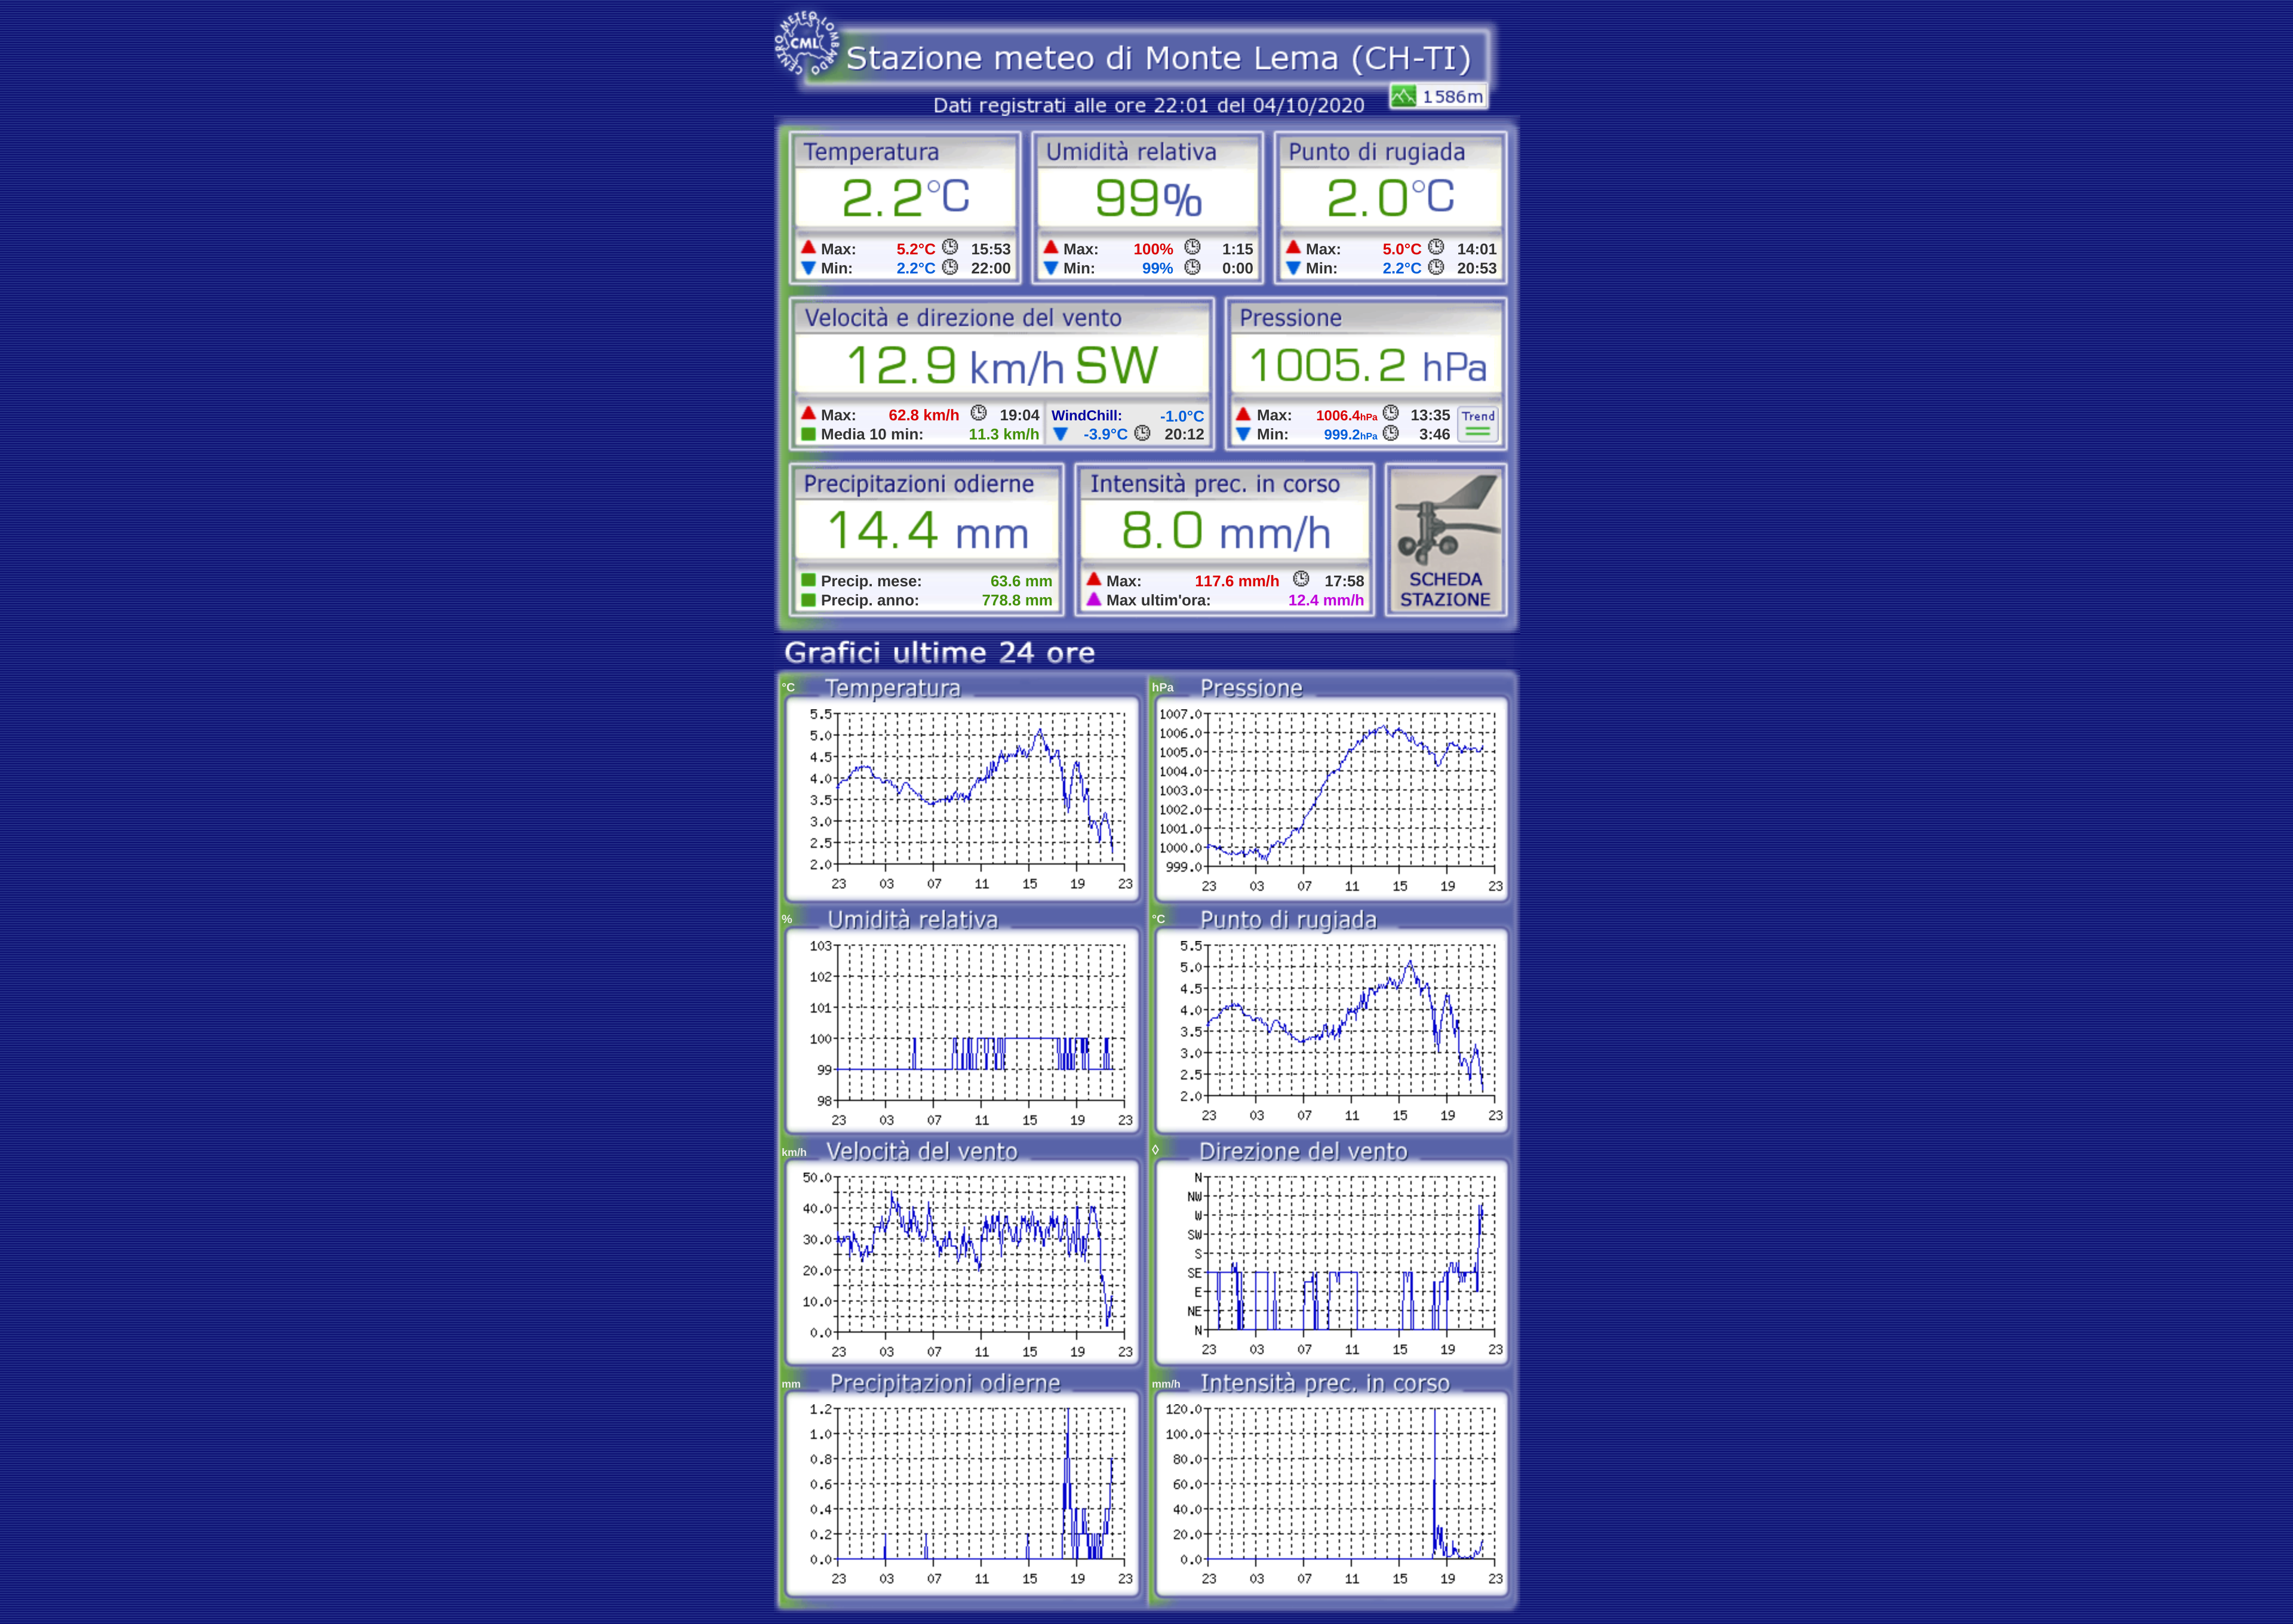 CENTRO METEO LOMBARDO
CML
Stazione meteo di Monte Lema (CH-TI)
Dati registrati alle ore 22:01 del 04/10/2020
1586m
Temperatura
2.2°C
Max: 5.2°C 15:53
Min: 2.2°C 22:00
Umidità relativa
99%
Max: 100% 1:15
Min: 99% 0:00
Punto di rugiada
2.0°C
Max: 5.0°C 14:01
Min: 2.2°C 20:53
Velocità e direzione del vento
12.9 km/h SW
Max: 62.8 km/h 19:04
Media 10 min: 11.3 km/h
WindChill: -1.0°C
-3.9°C 20:12
Pressione
1005.2 hPa
Max: 1006.4hPa 13:35
Min: 999.2hPa 3:46
Trend
Precipitazioni odierne
14.4 mm
Precip. mese: 63.6 mm
Precip. anno: 778.8 mm
Intensità prec. in corso
8.0 mm/h
Max: 117.6 mm/h 17:58
Max ultim'ora: 12.4 mm/h
SCHEDA
STAZIONE
Grafici ultime 24 ore
°C Temperatura
5.5
5.0
4.5
4.0
3.5
3.0
2.5
2.0
23 03 07 11 15 19 23
hPa Pressione
1007.0
1006.0
1005.0
1004.0
1003.0
1002.0
1001.0
1000.0
999.0
23 03 07 11 15 19 23
% Umidità relativa
103
102
101
100
99
98
23 03 07 11 15 19 23
°C Punto di rugiada
5.5
5.0
4.5
4.0
3.5
3.0
2.5
2.0
23 03 07 11 15 19 23
km/h Velocità del vento
50.0
40.0
30.0
20.0
10.0
0.0
23 03 07 11 15 19 23
◊ Direzione del vento
N
NW
W
SW
S
SE
E
NE
N
23 03 07 11 15 19 23
mm Precipitazioni odierne
1.2
1.0
0.8
0.6
0.4
0.2
0.0
23 03 07 11 15 19 23
mm/h Intensità prec. in corso
120.0
100.0
80.0
60.0
40.0
20.0
0.0
23 03 07 11 15 19 23